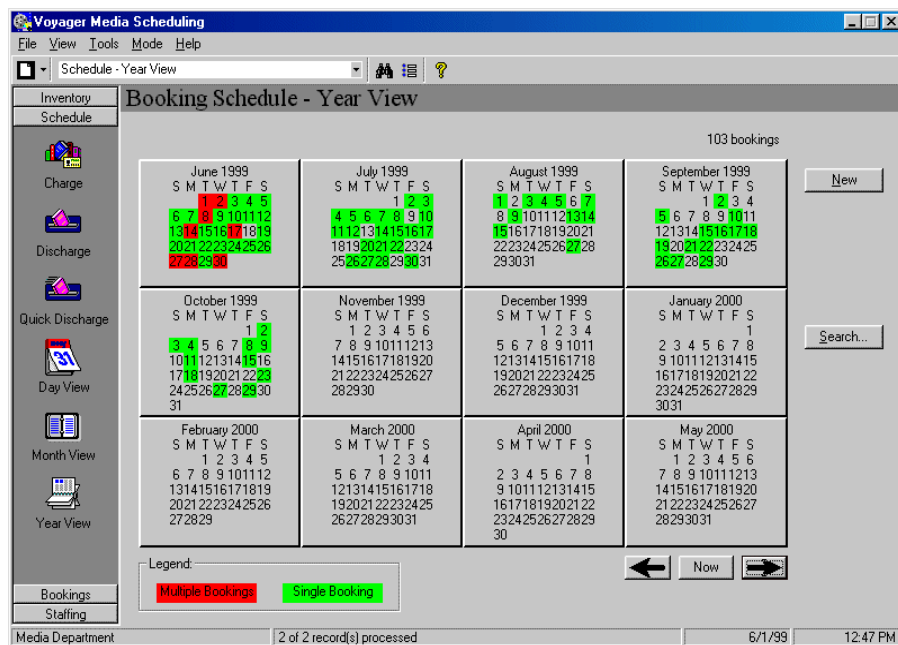 Voyager Media Scheduling
File View Tools Mode Help
Schedule - Year View
Inventory
Schedule
Charge
Discharge
Quick Discharge
31
Day View
Month View
Year View
Bookings
Staffing
Booking Schedule - Year View
103 bookings
June 1999
S M T W T F S
1 2 3 4 5
6 7 8 9 10 11 12
13 14 15 16 17 18 19
20 21 22 23 24 25 26
27 28 29 30
July 1999
S M T W T F S
1 2 3
4 5 6 7 8 9 10
11 12 13 14 15 16 17
18 19 20 21 22 23 24
25 26 27 28 29 30 31
August 1999
S M T W T F S
1 2 3 4 5 6 7
8 9 10 11 12 13 14
15 16 17 18 19 20 21
22 23 24 25 26 27 28
29 30 31
September 1999
S M T W T F S
1 2 3 4
5 6 7 8 9 10 11
12 13 14 15 16 17 18
19 20 21 22 23 24 25
26 27 28 29 30
October 1999
S M T W T F S
1 2
3 4 5 6 7 8 9
10 11 12 13 14 15 16
17 18 19 20 21 22 23
24 25 26 27 28 29 30
31
November 1999
S M T W T F S
1 2 3 4 5 6
7 8 9 10 11 12 13
14 15 16 17 18 19 20
21 22 23 24 25 26 27
28 29 30
December 1999
S M T W T F S
1 2 3 4
5 6 7 8 9 10 11
12 13 14 15 16 17 18
19 20 21 22 23 24 25
26 27 28 29 30 31
January 2000
S M T W T F S
1
2 3 4 5 6 7 8
9 10 11 12 13 14 15
16 17 18 19 20 21 22
23 24 25 26 27 28 29
30 31
February 2000
S M T W T F S
1 2 3 4 5
6 7 8 9 10 11 12
13 14 15 16 17 18 19
20 21 22 23 24 25 26
27 28 29
March 2000
S M T W T F S
1 2 3 4
5 6 7 8 9 10 11
12 13 14 15 16 17 18
19 20 21 22 23 24 25
26 27 28 29 30 31
April 2000
S M T W T F S
1
2 3 4 5 6 7 8
9 10 11 12 13 14 15
16 17 18 19 20 21 22
23 24 25 26 27 28 29
30
May 2000
S M T W T F S
1 2 3 4 5 6
7 8 9 10 11 12 13
14 15 16 17 18 19 20
21 22 23 24 25 26 27
28 29 30 31
New
Search...
Legend:
Multiple Bookings Single Booking
Now
Media Department 2 of 2 record(s) processed 6/1/99 12:47 PM